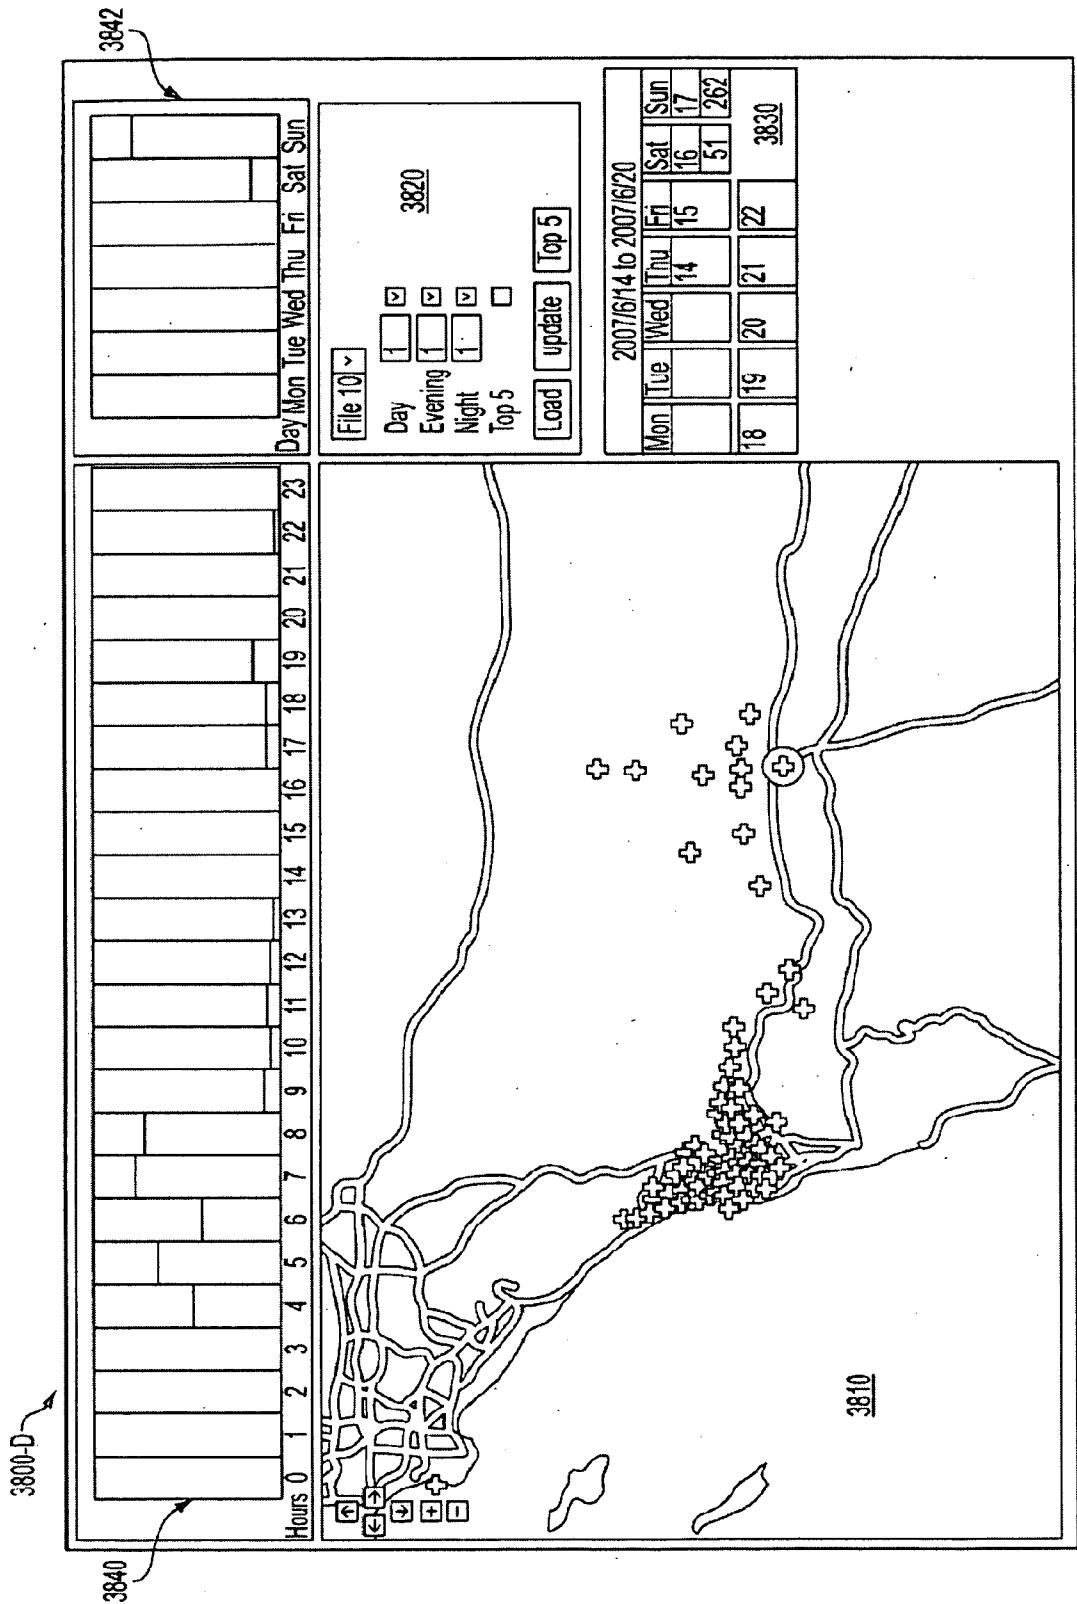 3800-D
3840
3842
Hours 0 1 2 3 4 5 6 7 8 9 10 11 12 13 14 15 16 17 18 19 20 21 22 23
Day Mon Tue Wed Thu Fri Sat Sun
File 10
Day 1
Evening 1
Night 1
Top 5
Load update Top 5
3820
2007/6/14 to 2007/6/20
Mon Tue Wed Thu Fri Sat Sun
14 15 16 17
51 262
18 19 20 21 22
3830
3810